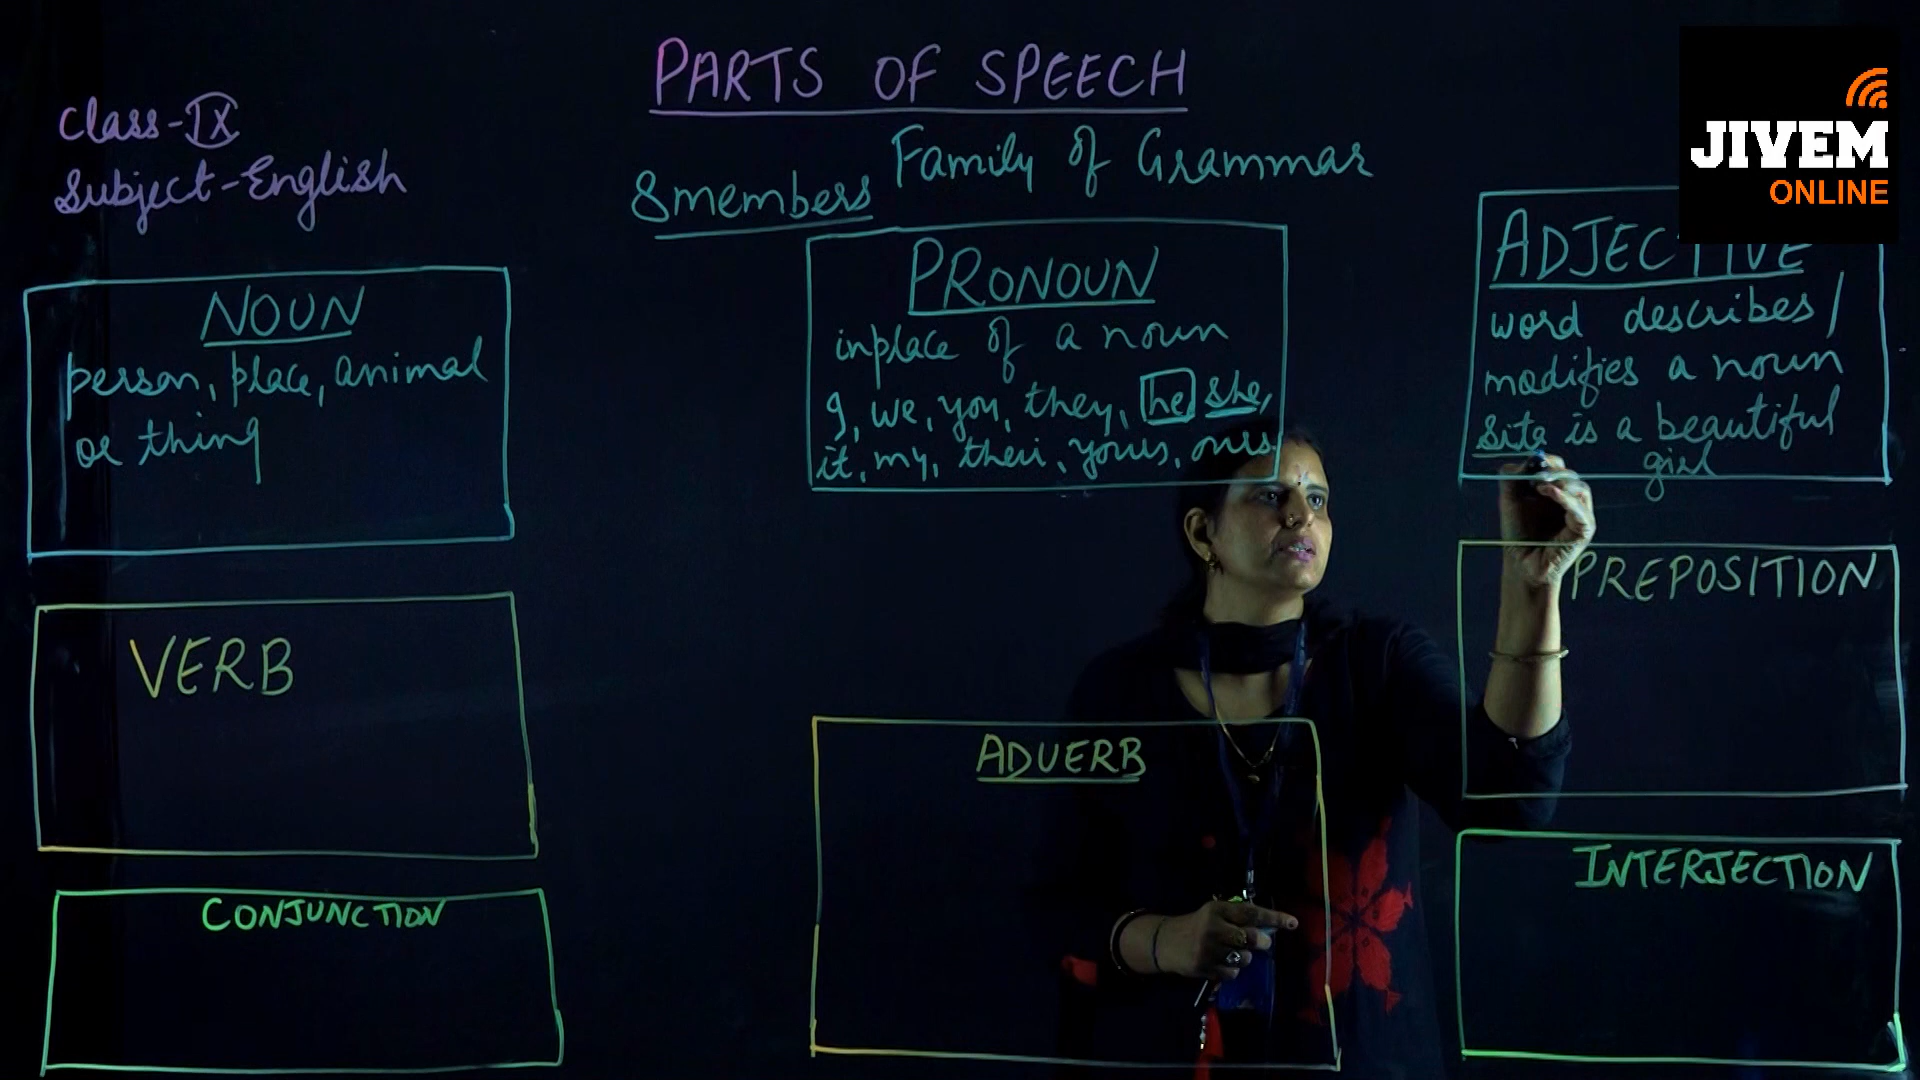 PARTS OF SPEECH
Class-IX
Subject-English
Family of Grammar
8 members
JIVEM
ONLINE
NOUN
person, place, animal
or thing
PRONOUN
inplace of a noun
I, we, you, they, he she,
it, my, their, yours, ours
ADJECTIVE
word describes/
modifies a noun
Sita is a beautiful
girl
VERB
ADVERB
PREPOSITION
CONJUNCTION
INTERJECTION